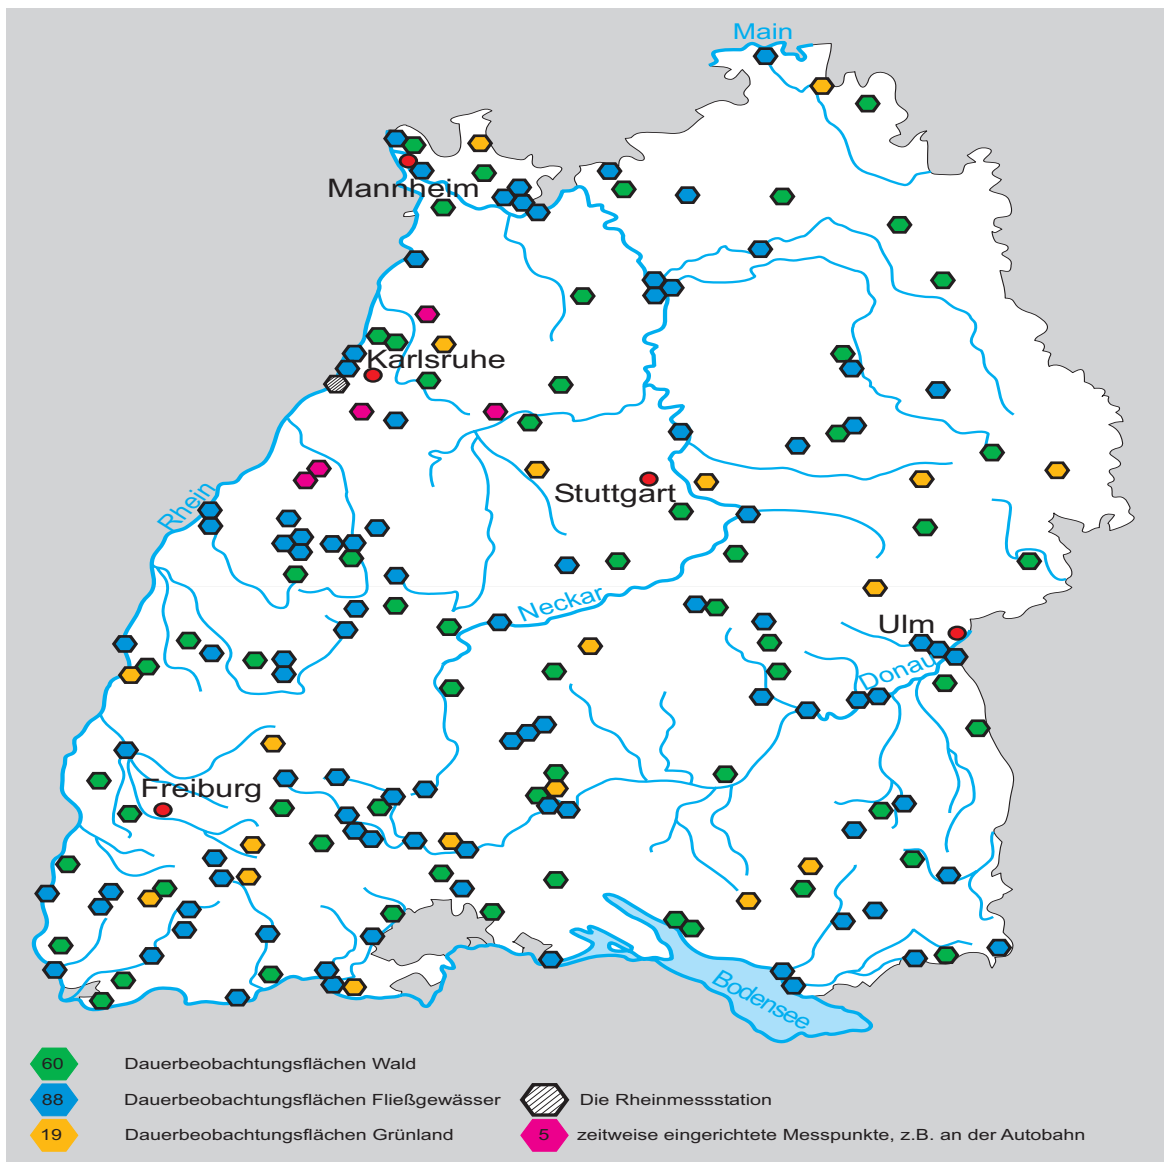 Main
Mannheim
Karlsruhe
Rhein
Stuttgart
Neckar
Ulm
Donau
Freiburg
Bodensee
60 Dauerbeobachtungsflächen Wald
88 Dauerbeobachtungsflächen Fließgewässer
Die Rheinmessstation
19 Dauerbeobachtungsflächen Grünland
5 zeitweise eingerichtete Messpunkte, z.B. an der Autobahn